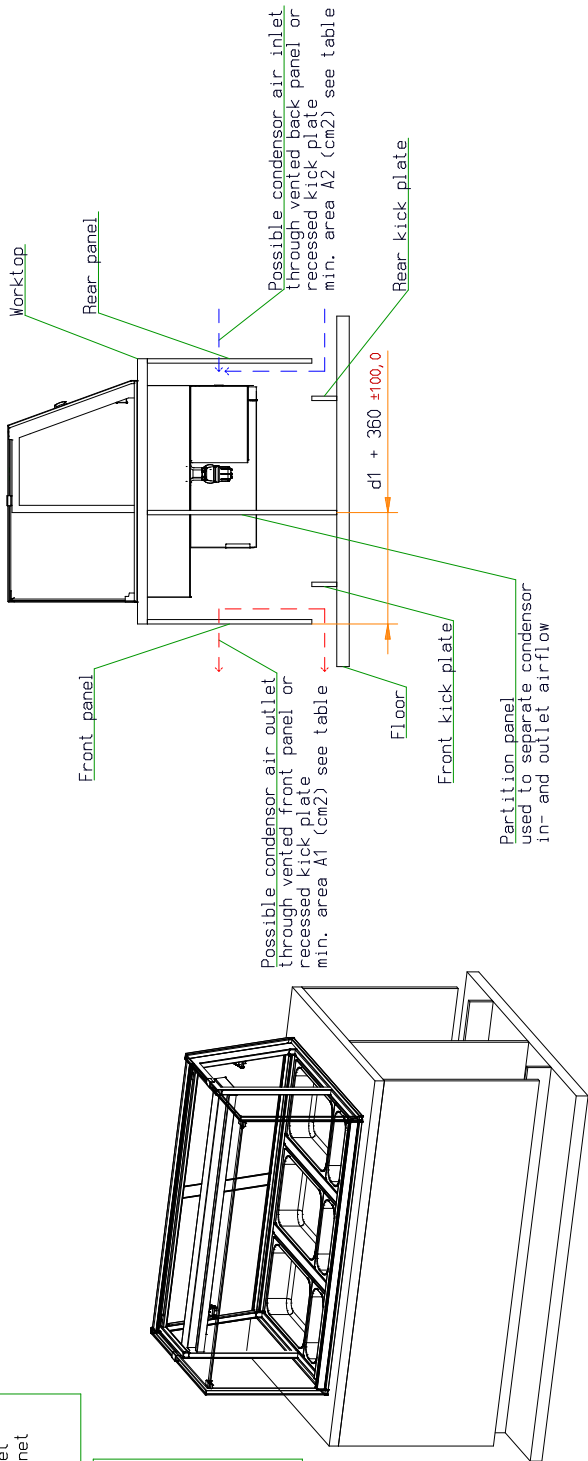 Worktop
Rear panel
Possible condensor air inlet
through vented back panel or
recessed kick plate
min. area A2 (cm2) see table
Rear kick plate
d1 + 360 ±100,0
Front panel
Possible condensor air outlet
through vented front panel or
recessed kick plate
min. area A1 (cm2) see table
Floor
Front kick plate
Partition panel
used to separate condensor
in- and outlet airflow
et
net